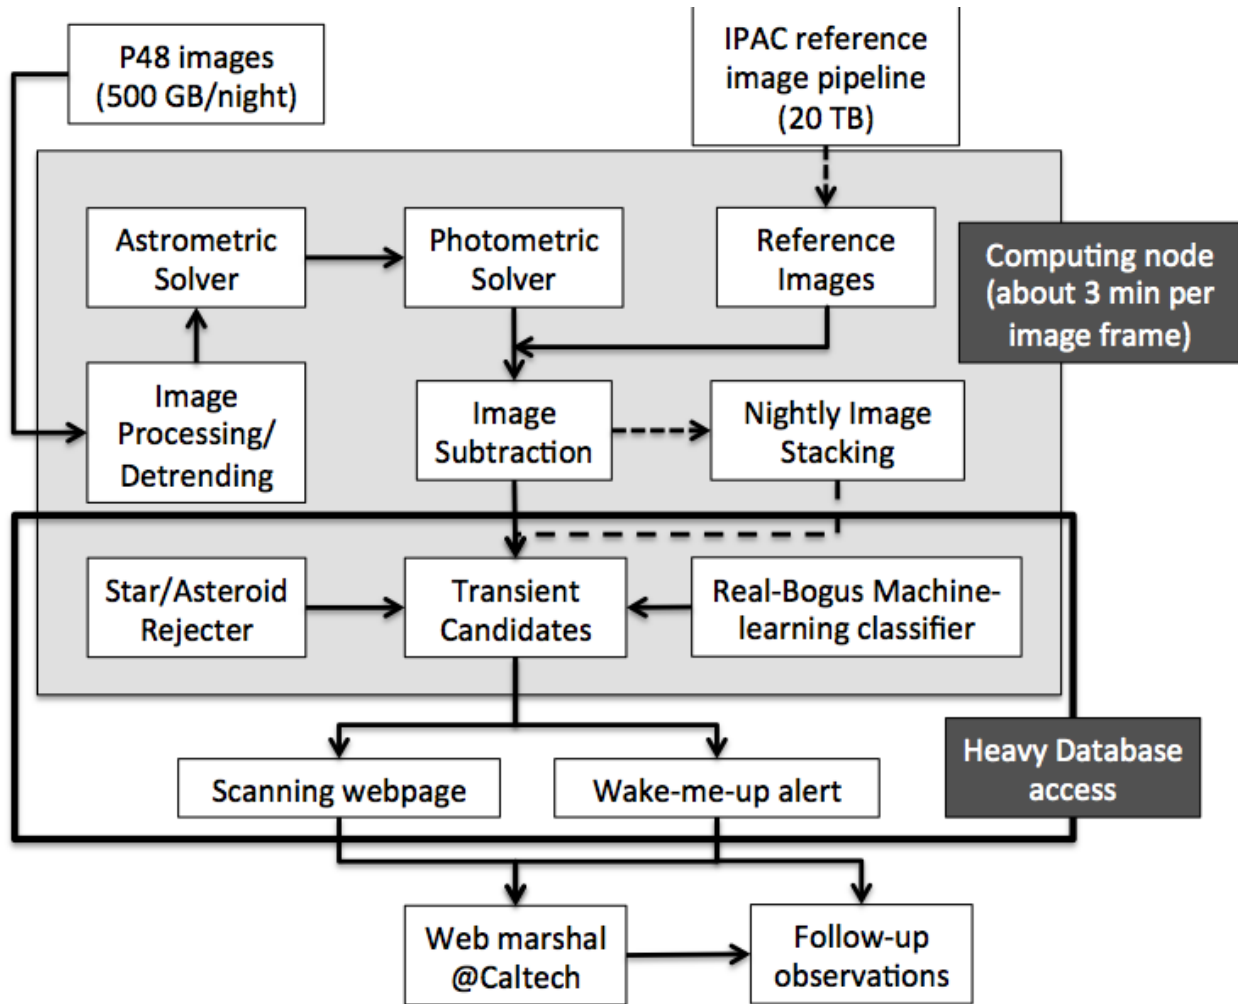 P48 images
(500 GB/night)
IPAC reference
image pipeline
(20 TB)
Astrometric
Solver
Photometric
Solver
Reference
Images
Computing node
(about 3 min per
image frame)
Image
Processing/
Detrending
Image
Subtraction
Nightly Image
Stacking
Star/Asteroid
Rejecter
Transient
Candidates
Real-Bogus Machine-
learning classifier
Scanning webpage
Wake-me-up alert
Heavy Database
access
Web marshal
@Caltech
Follow-up
observations